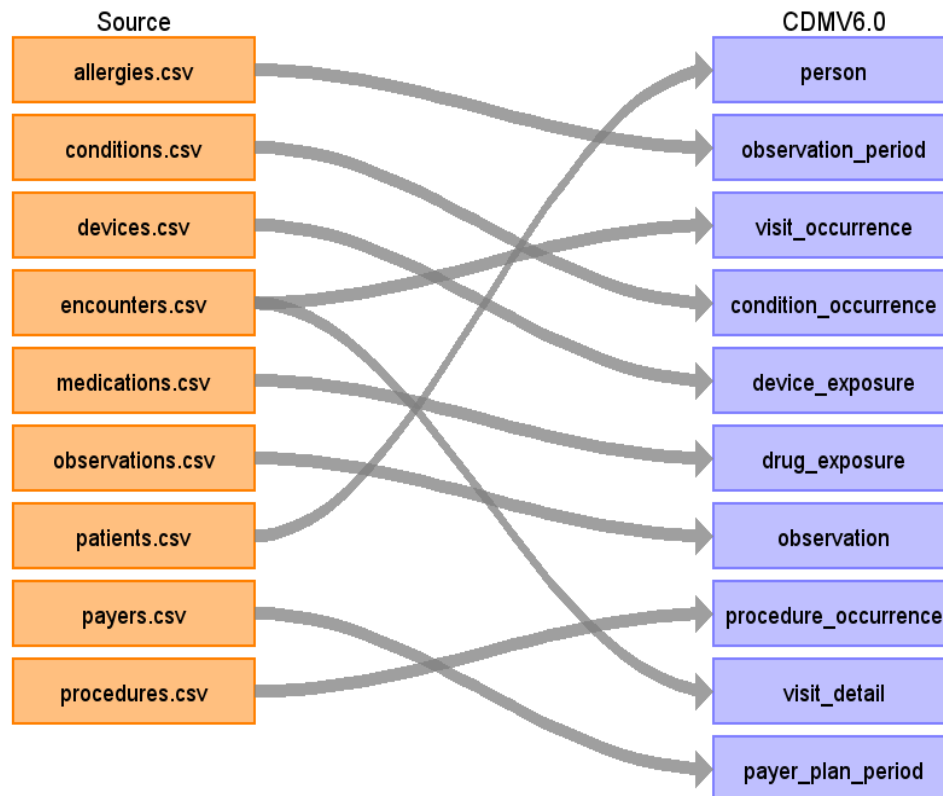 Source
CDMV6.0
allergies.csv
person
conditions.csv
observation_period
devices.csv
visit_occurrence
encounters.csv
condition_occurrence
medications.csv
device_exposure
observations.csv
drug_exposure
patients.csv
observation
payers.csv
procedure_occurrence
procedures.csv
visit_detail
payer_plan_period